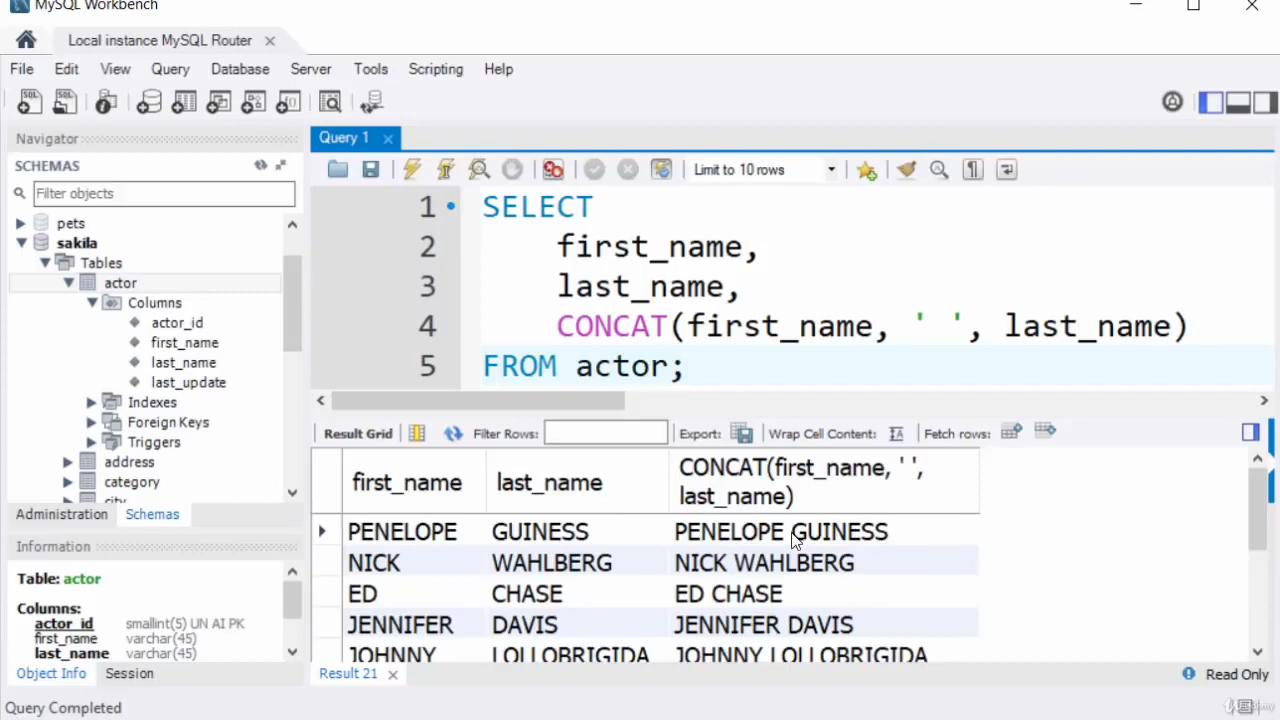 MySQL Workbench
Local instance MySQL Router
File Edit View Query Database Server Tools Scripting Help
Navigator
SCHEMAS
Filter objects
pets
sakila
Tables
actor
Columns
actor_id
first_name
last_name
last_update
Indexes
Foreign Keys
Triggers
address
category
city
Administration Schemas
Information
Table: actor
Columns:
actor_id smallint(5) UN AI PK
first_name varchar(45)
last_name varchar(45)
Object Info Session
Query 1
Limit to 10 rows
1 SELECT
2 first_name,
3 last_name,
4 CONCAT(first_name, ' ', last_name)
5 FROM actor;
Result Grid Filter Rows: Export: Wrap Cell Content: Fetch rows:
first_name last_name CONCAT(first_name, ' ',
last_name)
PENELOPE GUINESS PENELOPE GUINESS
NICK WAHLBERG NICK WAHLBERG
ED CHASE ED CHASE
JENNIFER DAVIS JENNIFER DAVIS
JOHNNY LOLLOBRIGIDA JOHNNY LOLLOBRIGIDA
Result 21 Read Only
Query Completed